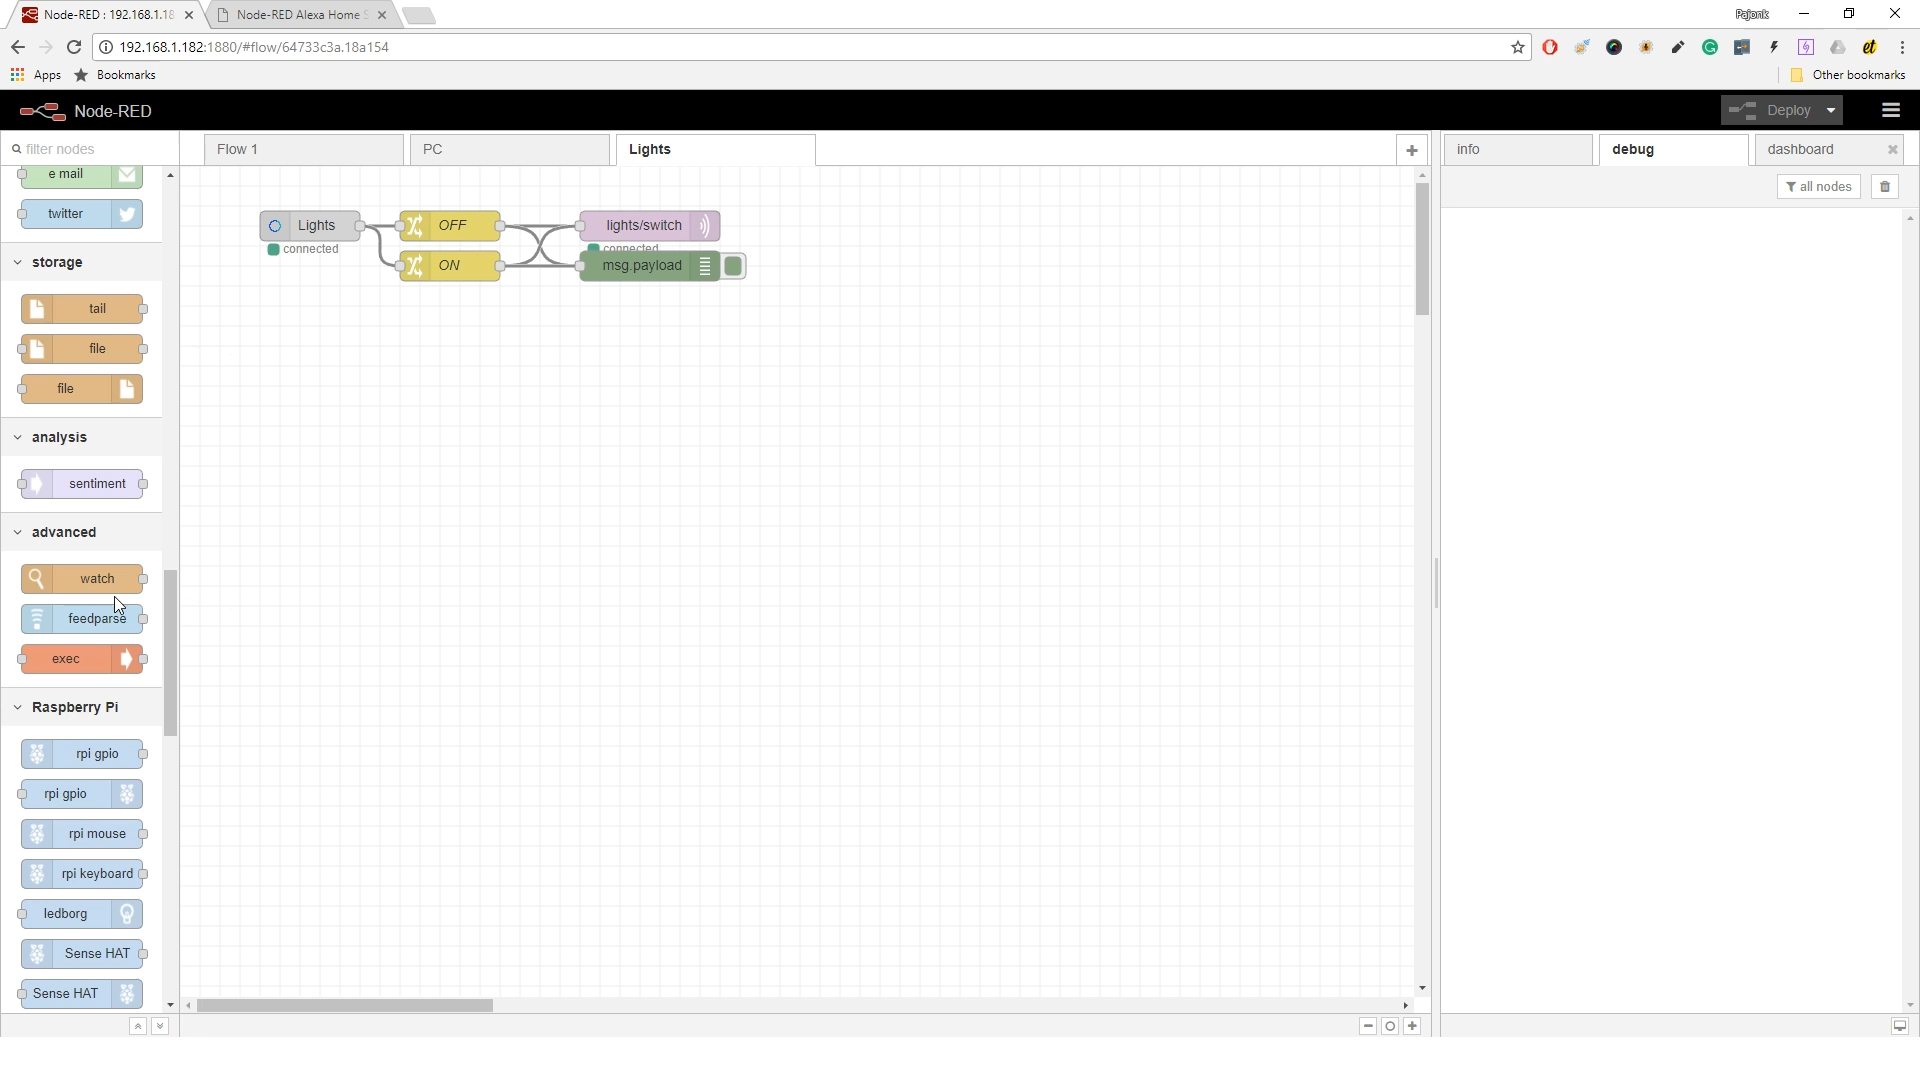 Node-RED : 192.168.1.18
Node-RED Alexa Home S
Pajonk
192.168.1.182:1880/#flow/64733c3a.18a154
et
Apps
Bookmarks
Other bookmarks
Node-RED
Deploy
filter nodes
Flow 1
PC
Lights
info
debug
dashboard
all nodes
e mail
twitter
storage
tail
file
file
analysis
sentiment
advanced
watch
feedparse
exec
Raspberry Pi
rpi gpio
rpi gpio
rpi mouse
rpi keyboard
ledborg
Sense HAT
Sense HAT
Lights
connected
OFF
ON
lights/switch
connected
msg.payload